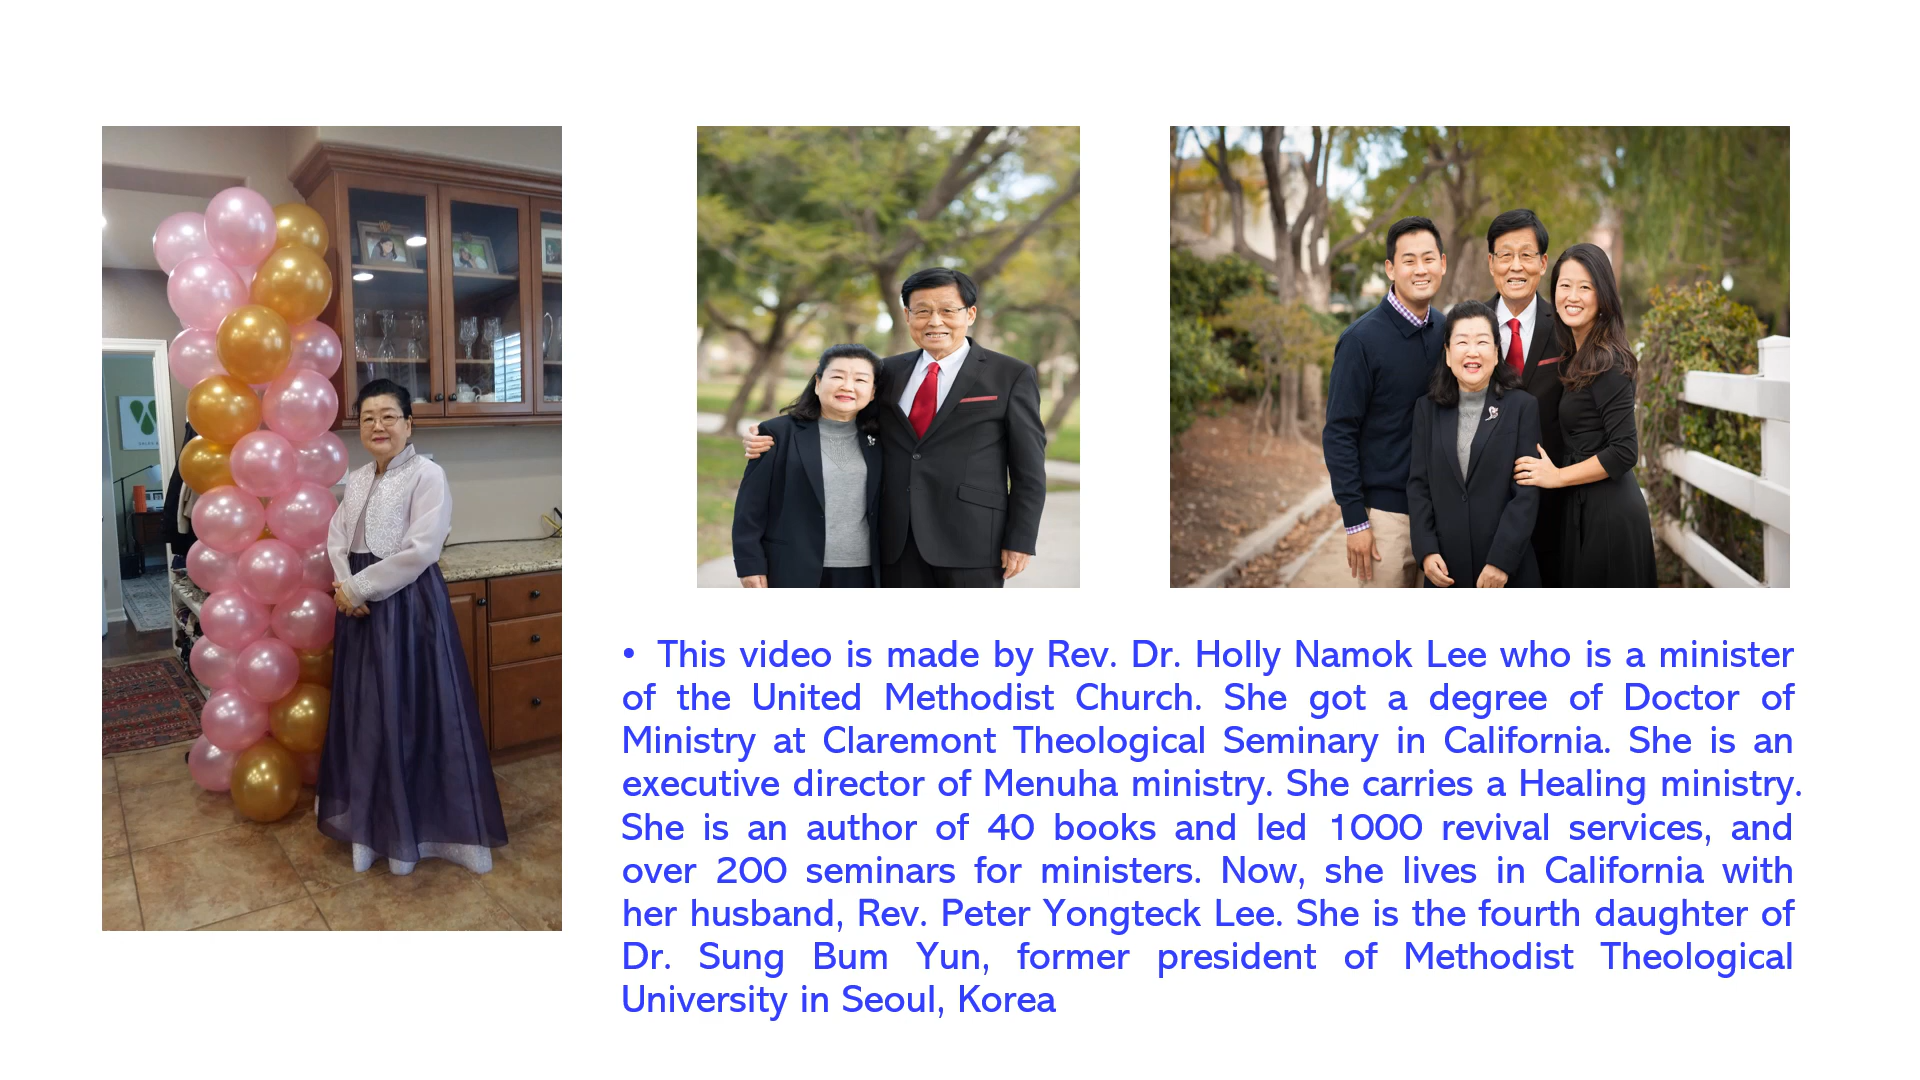 • This video is made by Rev. Dr. Holly Namok Lee who is a minister
of the United Methodist Church. She got a degree of Doctor of
Ministry at Claremont Theological Seminary in California. She is an
executive director of Menuha ministry. She carries a Healing ministry.
She is an author of 40 books and led 1000 revival services, and
over 200 seminars for ministers. Now, she lives in California with
her husband, Rev. Peter Yongteck Lee. She is the fourth daughter of
Dr. Sung Bum Yun, former president of Methodist Theological
University in Seoul, Korea